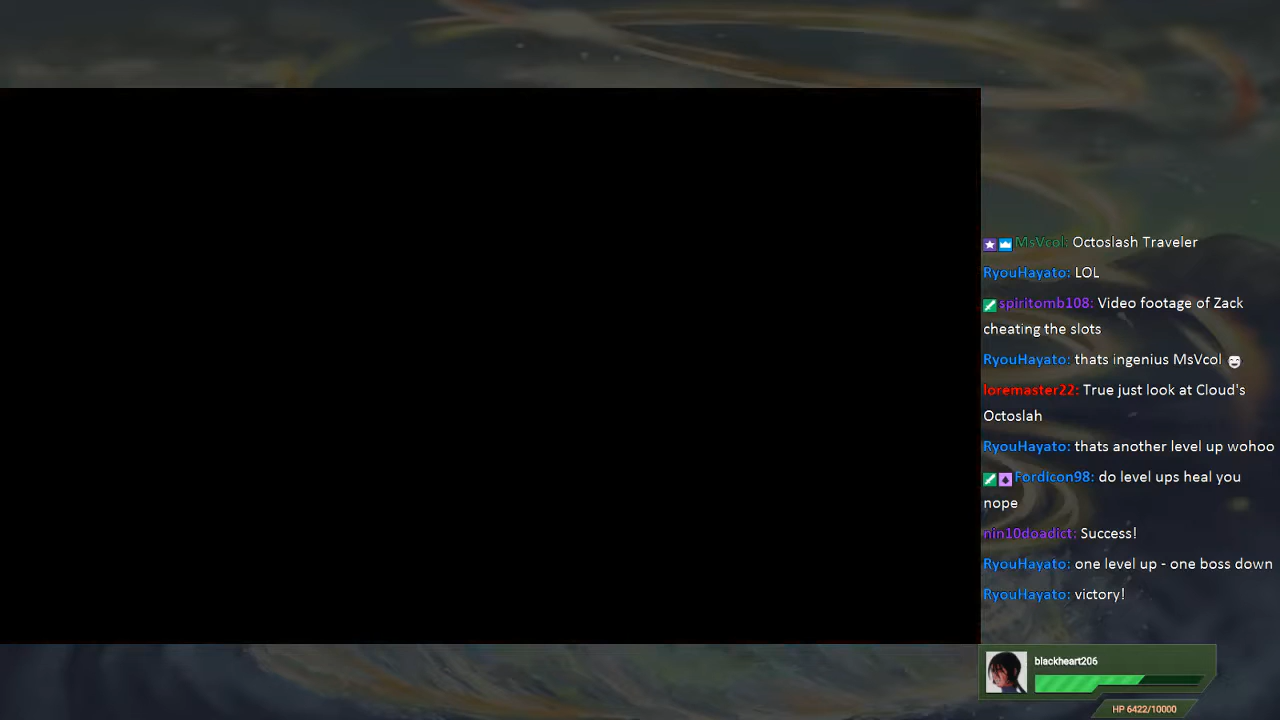 MsVcol: Octoslash Traveler
RyouHayato: LOL
spiritomb108: Video footage of Zack
cheating the slots
RyouHayato: thats ingenius MsVcol
loremaster22: True just look at Cloud's
Octoslah
RyouHayato: thats another level up wohoo
Fordicon98: do level ups heal you
nope
nin10doadict: Success!
RyouHayato: one level up - one boss down
RyouHayato: victory!
blackheart206
HP 6422/10000